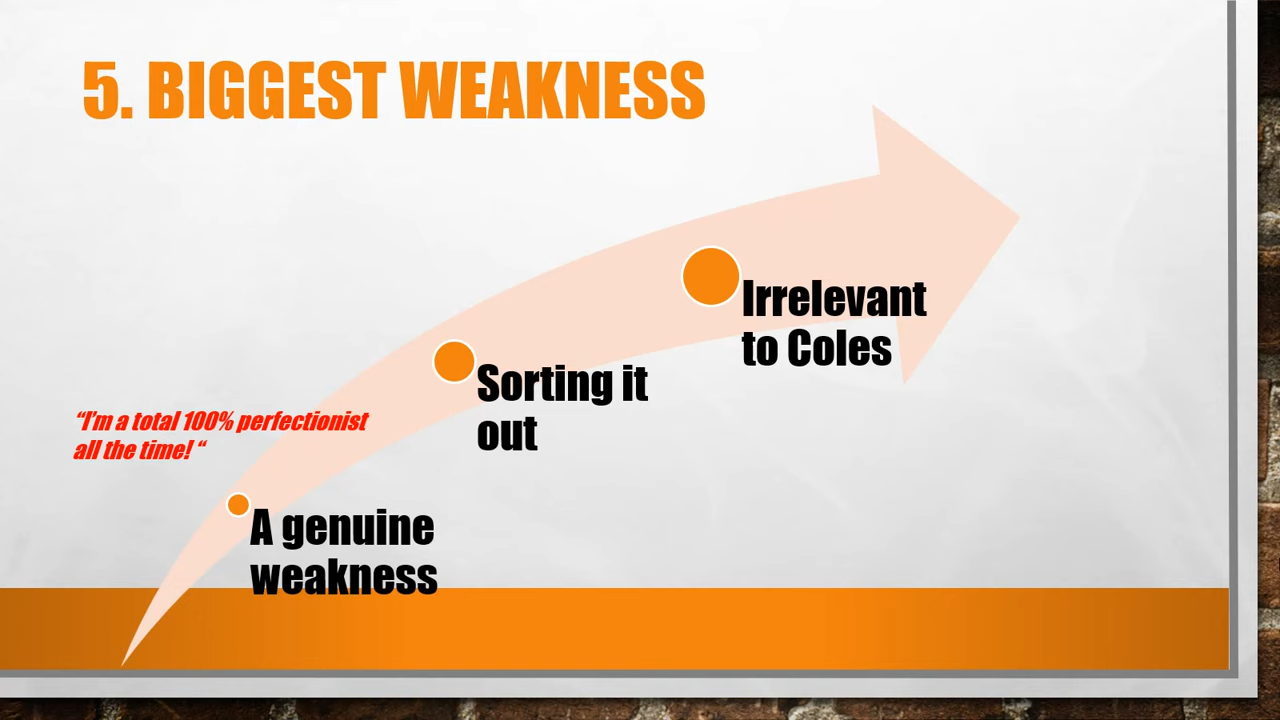 5. BIGGEST WEAKNESS
Irrelevant
to Coles
Sorting it
out
“I'm a total 100% perfectionist
all the time! “
A genuine
weakness